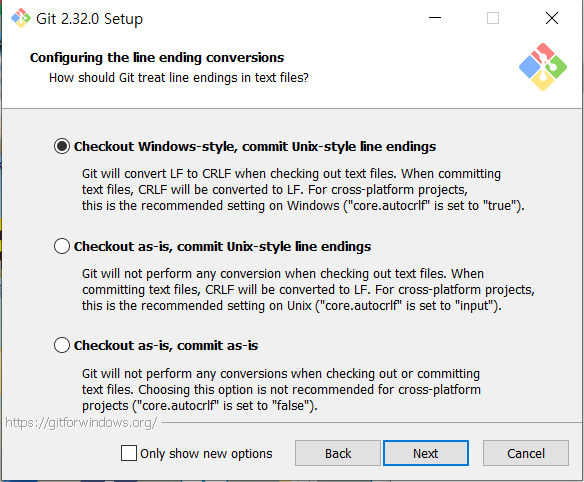 Git 2.32.0 Setup
Configuring the line ending conversions
How should Git treat line endings in text files?
Checkout Windows-style, commit Unix-style line endings
Git will convert LF to CRLF when checking out text files. When committing
text files, CRLF will be converted to LF. For cross-platform projects,
this is the recommended setting on Windows ("core.autocrlf" is set to "true").
Checkout as-is, commit Unix-style line endings
Git will not perform any conversion when checking out text files. When
committing text files, CRLF will be converted to LF. For cross-platform projects,
this is the recommended setting on Unix ("core.autocrlf" is set to "input").
Checkout as-is, commit as-is
Git will not perform any conversions when checking out or committing
text files. Choosing this option is not recommended for cross-platform
projects ("core.autocrlf" is set to "false").
https://gitforwindows.org/
Only show new options
Back
Next
Cancel